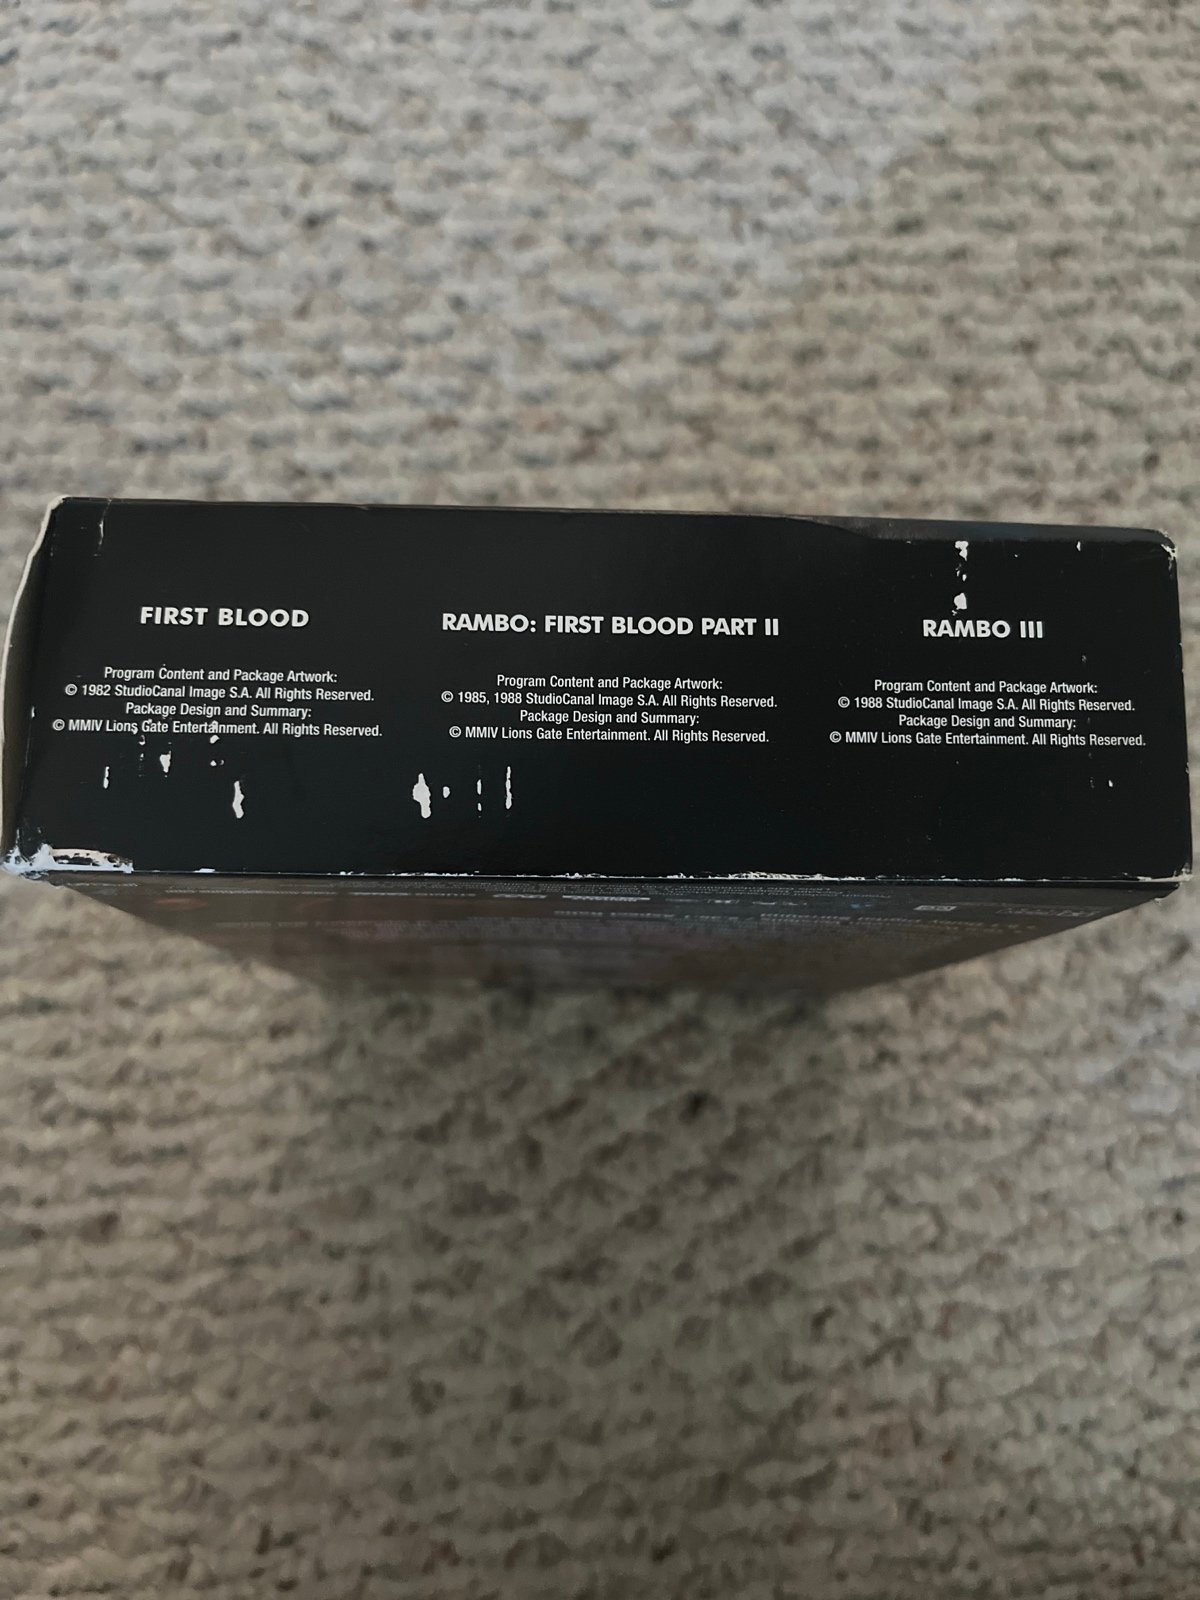 FIRST BLOOD
Program Content and Package Artwork:
© 1982 StudioCanal Image S.A. All Rights Reserved.
Package Design and Summary:
© MMIV Lions Gate Entertainment. All Rights Reserved.
RAMBO: FIRST BLOOD PART II
Program Content and Package Artwork:
© 1985, 1988 StudioCanal Image S.A. All Rights Reserved.
Package Design and Summary:
© MMIV Lions Gate Entertainment. All Rights Reserved.
RAMBO III
Program Content and Package Artwork:
© 1988 StudioCanal Image S.A. All Rights Reserved.
Package Design and Summary:
© MMIV Lions Gate Entertainment. All Rights Reserved.